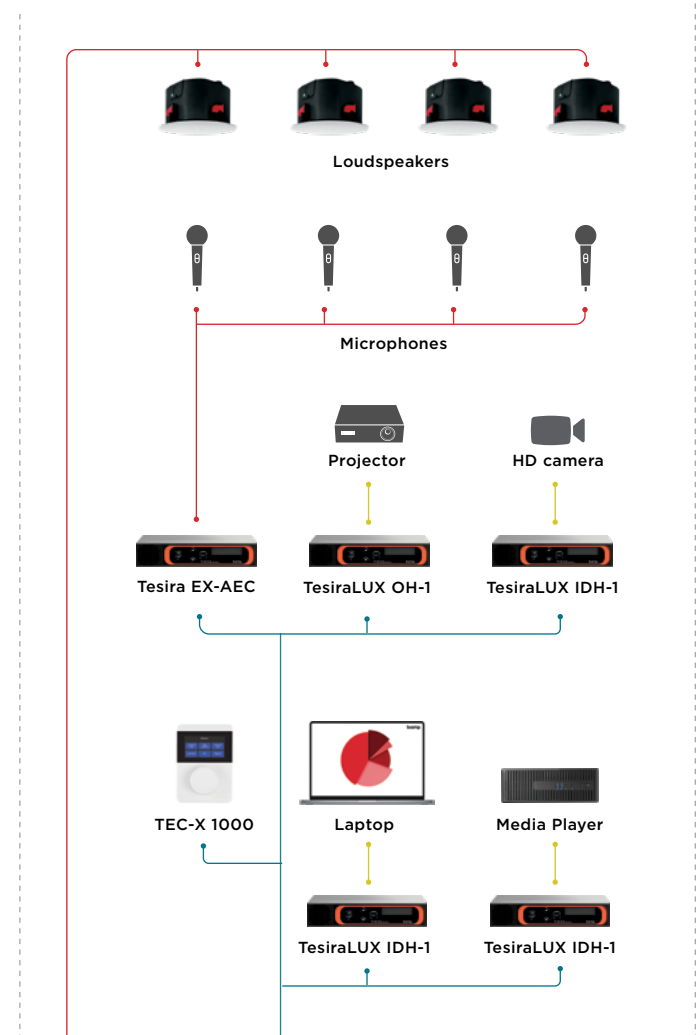 Loudspeakers
Microphones
Projector
HD camera
Tesira EX-AEC
TesiraLUX OH-1
TesiraLUX IDH-1
TEC-X 1000
Laptop
Media Player
TesiraLUX IDH-1
TesiraLUX IDH-1